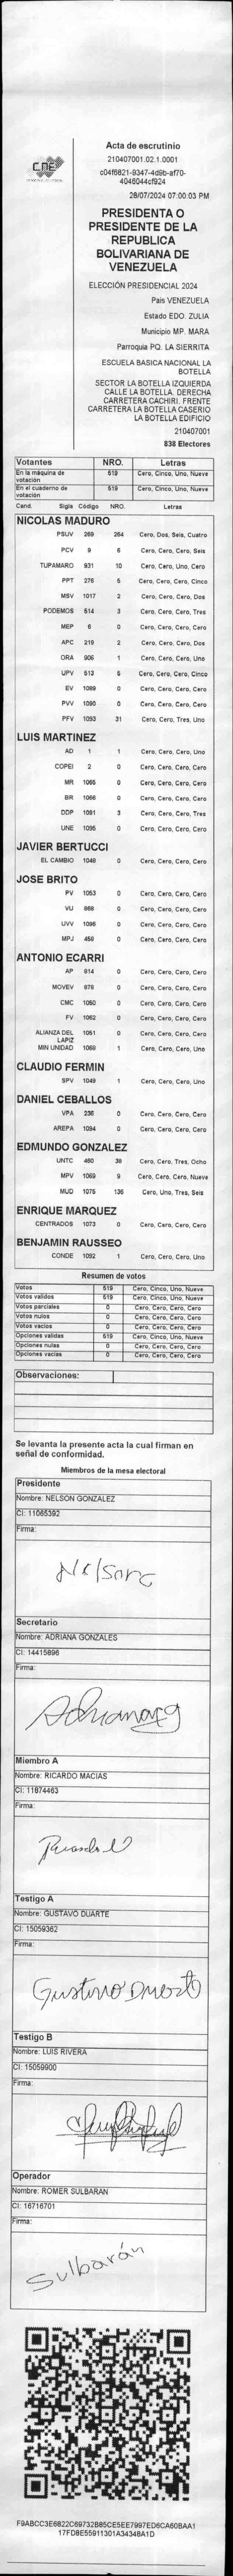 CNE
Acta de escrutinio
210407001.02.1.0001
c04f6821-9347-4d9b-af70-
4046044cf924
28/07/2024 07:00:03 PM
PRESIDENTA O
PRESIDENTE DE LA
REPUBLICA
BOLIVARIANA DE
VENEZUELA
ELECCIÓN PRESIDENCIAL 2024
Pais VENEZUELA
Estado EDO. ZULIA
Municipio MP. MARA
Parroquia PQ. LA SIERRITA
ESCUELA BASICA NACIONAL LA
BOTELLA
SECTOR LA BOTELLA IZQUIERDA
CALLE LA BOTELLA. DERECHA
CARRETERA CACHIRI. FRENTE
CARRETERA LA BOTELLA CASERIO
LA BOTELLA EDIFICIO
210407001
838 Electores
Votantes NRO. Letras
En la máquina de votación 519 Cero, Cinco, Uno, Nueve
En el cuaderno de votación 519 Cero, Cinco, Uno, Nueve
Cand. Sigla Código NRO. Letras
NICOLAS MADURO
PSUV 269 264 Cero, Dos, Seis, Cuatro
PCV 9 6 Cero, Cero, Cero, Seis
TUPAMARO 931 10 Cero, Cero, Uno, Cero
PPT 276 5 Cero, Cero, Cero, Cinco
MSV 1017 2 Cero, Cero, Cero, Dos
PODEMOS 514 3 Cero, Cero, Cero, Tres
MEP 6 0 Cero, Cero, Cero, Cero
APC 219 2 Cero, Cero, Cero, Dos
ORA 906 1 Cero, Cero, Cero, Uno
UPV 513 5 Cero, Cero, Cero, Cinco
EV 1089 0 Cero, Cero, Cero, Cero
PVV 1090 0 Cero, Cero, Cero, Cero
PFV 1093 31 Cero, Cero, Tres, Uno
LUIS MARTINEZ
AD 1 1 Cero, Cero, Cero, Uno
COPEI 2 0 Cero, Cero, Cero, Cero
MR 1065 0 Cero, Cero, Cero, Cero
BR 1066 0 Cero, Cero, Cero, Cero
DDP 1091 3 Cero, Cero, Cero, Tres
UNE 1095 0 Cero, Cero, Cero, Cero
JAVIER BERTUCCI
EL CAMBIO 1048 0 Cero, Cero, Cero, Cero
JOSE BRITO
PV 1053 0 Cero, Cero, Cero, Cero
VU 868 0 Cero, Cero, Cero, Cero
UVV 1096 0 Cero, Cero, Cero, Cero
MPJ 458 0 Cero, Cero, Cero, Cero
ANTONIO ECARRI
AP 814 0 Cero, Cero, Cero, Cero
MOVEV 878 0 Cero, Cero, Cero, Cero
CMC 1050 0 Cero, Cero, Cero, Cero
FV 1062 0 Cero, Cero, Cero, Cero
ALIANZA DEL LAPIZ 1051 0 Cero, Cero, Cero, Cero
MIN UNIDAD 1068 1 Cero, Cero, Cero, Uno
CLAUDIO FERMIN
SPV 1049 1 Cero, Cero, Cero, Uno
DANIEL CEBALLOS
VPA 236 0 Cero, Cero, Cero, Cero
AREPA 1094 0 Cero, Cero, Cero, Cero
EDMUNDO GONZALEZ
UNTC 460 38 Cero, Cero, Tres, Ocho
MPV 1069 9 Cero, Cero, Cero, Nueve
MUD 1075 136 Cero, Uno, Tres, Seis
ENRIQUE MARQUEZ
CENTRADOS 1073 0 Cero, Cero, Cero, Cero
BENJAMIN RAUSSEO
CONDE 1092 1 Cero, Cero, Cero, Uno
Resumen de votos
Votos 519 Cero, Cinco, Uno, Nueve
Votos validos 519 Cero, Cinco, Uno, Nueve
Votos parciales 0 Cero, Cero, Cero, Cero
Votos nulos 0 Cero, Cero, Cero, Cero
Votos vacios 0 Cero, Cero, Cero, Cero
Opciones validas 519 Cero, Cinco, Uno, Nueve
Opciones nulas 0 Cero, Cero, Cero, Cero
Opciones vacias 0 Cero, Cero, Cero, Cero
Observaciones:
Se levanta la presente acta la cual firman en
señal de conformidad.
Miembros de la mesa electoral
Presidente
Nombre: NELSON GONZALEZ
CI: 11065392
Firma:
Secretario
Nombre: ADRIANA GONZALES
CI: 14415896
Firma:
Miembro A
Nombre: RICARDO MACIAS
CI: 11874463
Firma:
Testigo A
Nombre: GUSTAVO DUARTE
CI: 15059362
Firma:
Testigo B
Nombre: LUIS RIVERA
CI: 15059900
Firma:
Operador
Nombre: ROMER SULBARAN
CI: 16716701
Firma:
Sulbarán
F9ABCC3E6822C69732B85CE5EE7997ED6CA60BAA1
17FD8E55911301A34348A1D